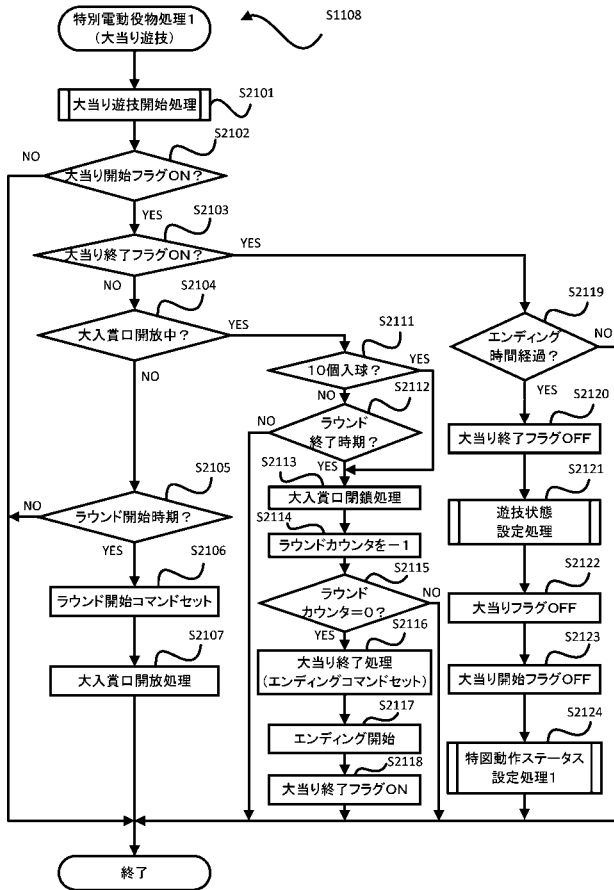 特別電動役物処理1
(大当り遊技)
S1108
大当り遊技開始処理
S2101
S2102
NO
大当り開始フラグON?
YES
S2103
大当り終了フラグON?
YES
NO
S2104
大入賞口開放中?
YES
NO
S2111
10個入球?
YES
NO
S2112
ラウンド
終了時期?
NO
YES
S2113
大入賞口閉鎖処理
S2114
ラウンドカウンタを−1
S2115
ラウンド
カウンタ=0?
NO
YES
S2116
大当り終了処理
(エンディングコマンドセット)
S2117
エンディング開始
S2118
大当り終了フラグON
S2105
ラウンド開始時期?
NO
YES
S2106
ラウンド開始コマンドセット
S2107
大入賞口開放処理
S2119
エンディング
時間経過?
NO
YES
S2120
大当り終了フラグOFF
S2121
遊技状態
設定処理
S2122
大当りフラグOFF
S2123
大当り開始フラグOFF
S2124
特図動作ステータス
設定処理1
終了